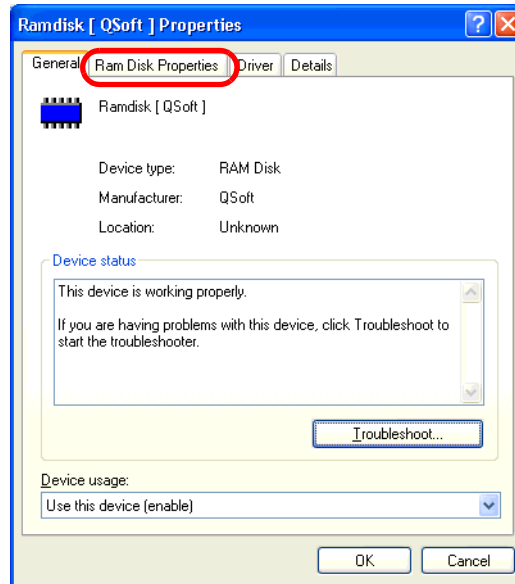 Ramdisk [ QSoft ] Properties
General Ram Disk Properties Driver Details
Ramdisk [ QSoft ]
Device type: RAM Disk
Manufacturer: QSoft
Location: Unknown
Device status
This device is working properly.
If you are having problems with this device, click Troubleshoot to
start the troubleshooter.
Troubleshoot...
Device usage:
Use this device (enable)
OK Cancel